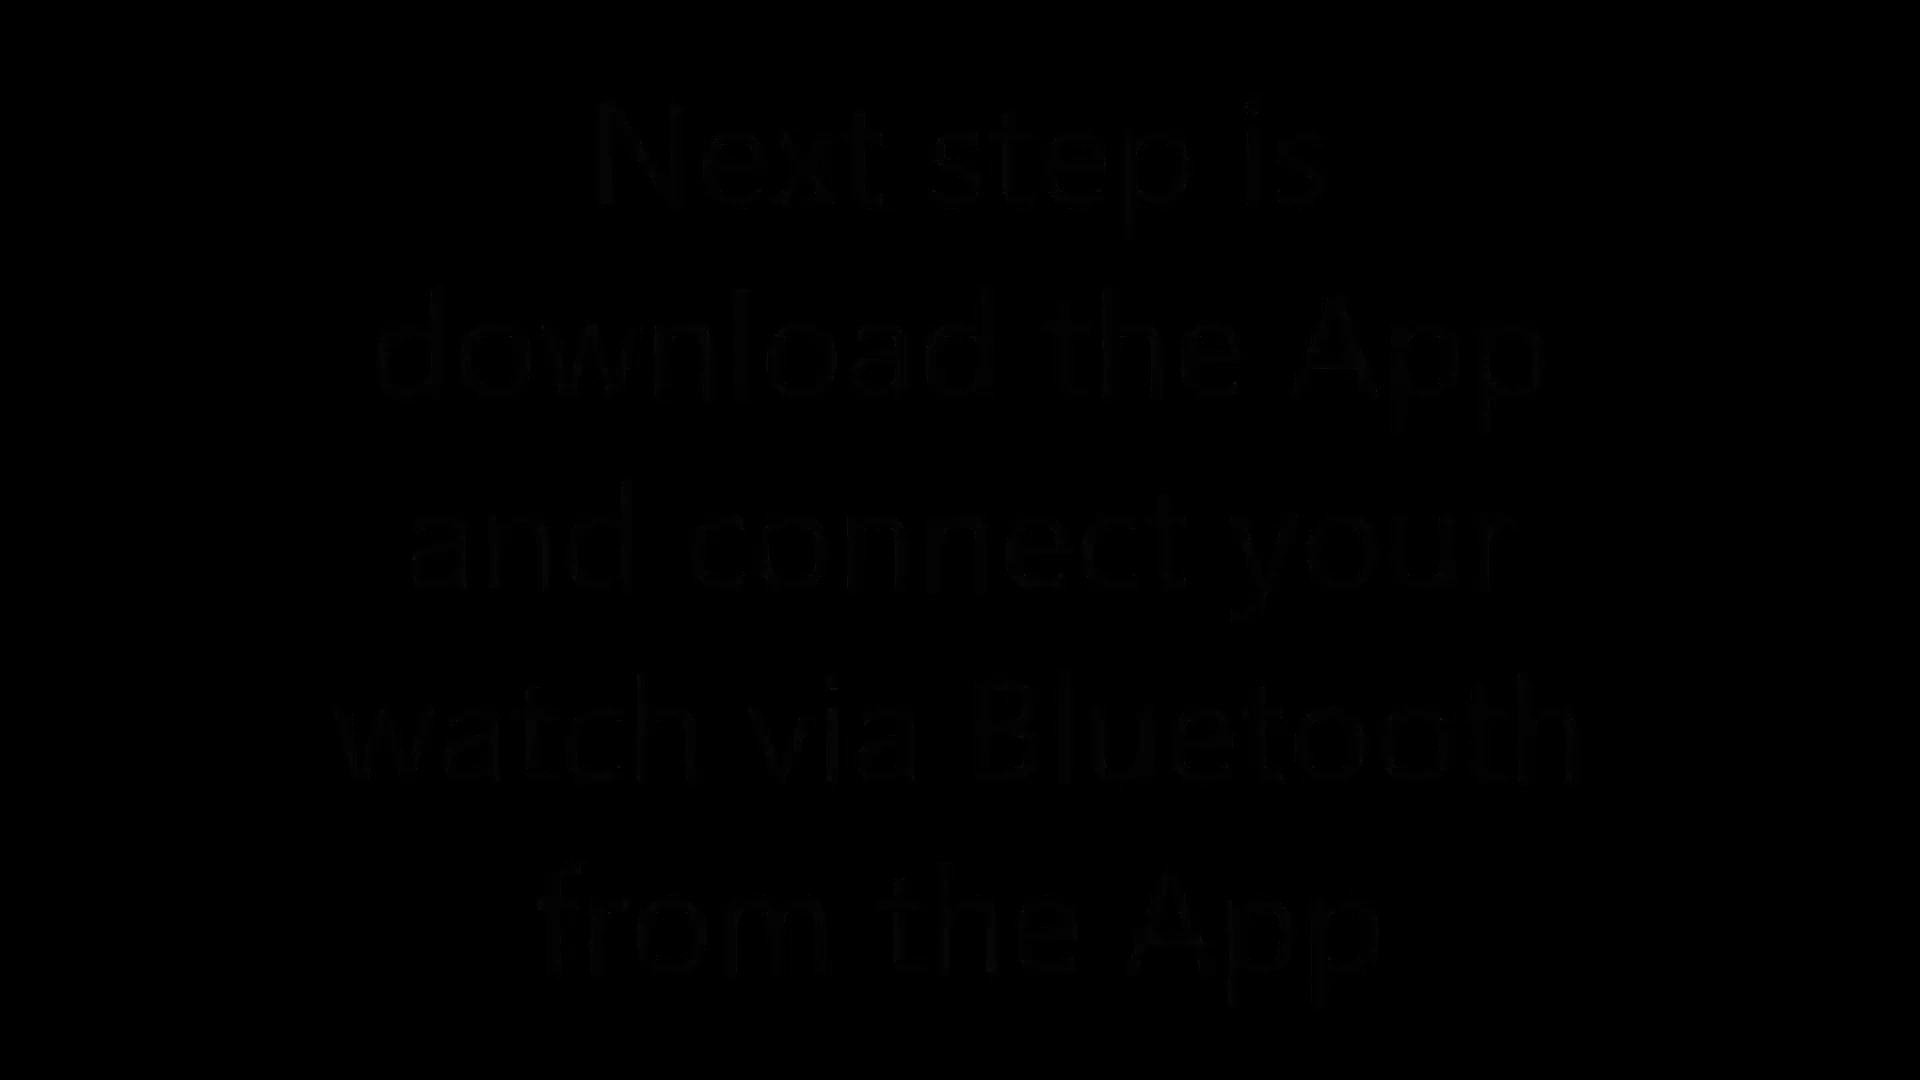 Next step is
download the App
and connect your
watch via Bluetooth
from the App